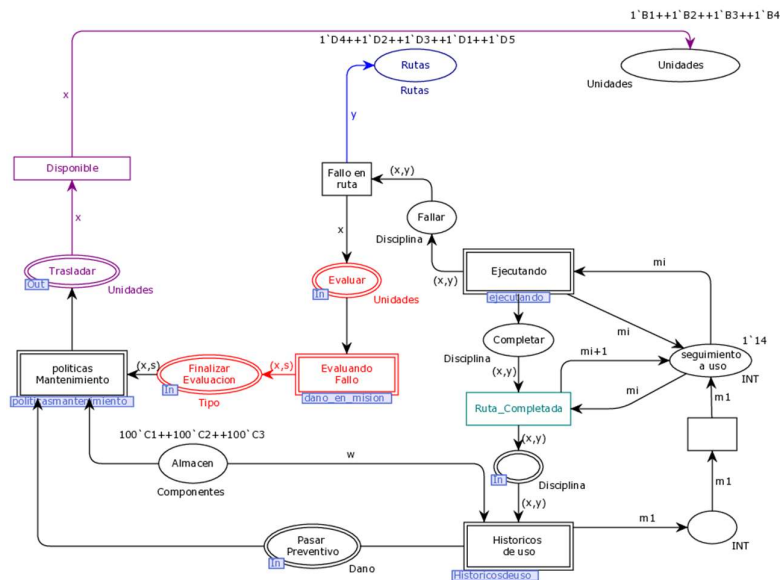 1`B1++1`B2++1`B3++1`B4
1`D4++1`D2++1`D3++1`D1++1`D5
Rutas
Unidades
Rutas
Unidades
x
y
Disponible
Fallo en
ruta
(x,y)
x
x
Fallar
Disciplina
Trasladar
Out
Unidades
Evaluar
In
Unidades
(x,y)
Ejecutando
ejecutando
mi
mi
Completar
Disciplina
mi+1
1`14
seguimiento
a uso
INT
politicas
Mantenimiento
politicasmantenimiento
(x,s)
Finalizar
Evaluacion
In
Tipo
(x,s)
Evaluando
Fallo
dano_en_mision
(x,y)
mi
Ruta_Completada
m1
100`C1++100`C2++100`C3
Almacen
Componentes
w
(x,y)
In
Disciplina
m1
(x,y)
Pasar
Preventivo
In
Dano
Historicos
de uso
Historicosdeuso
m1
INT